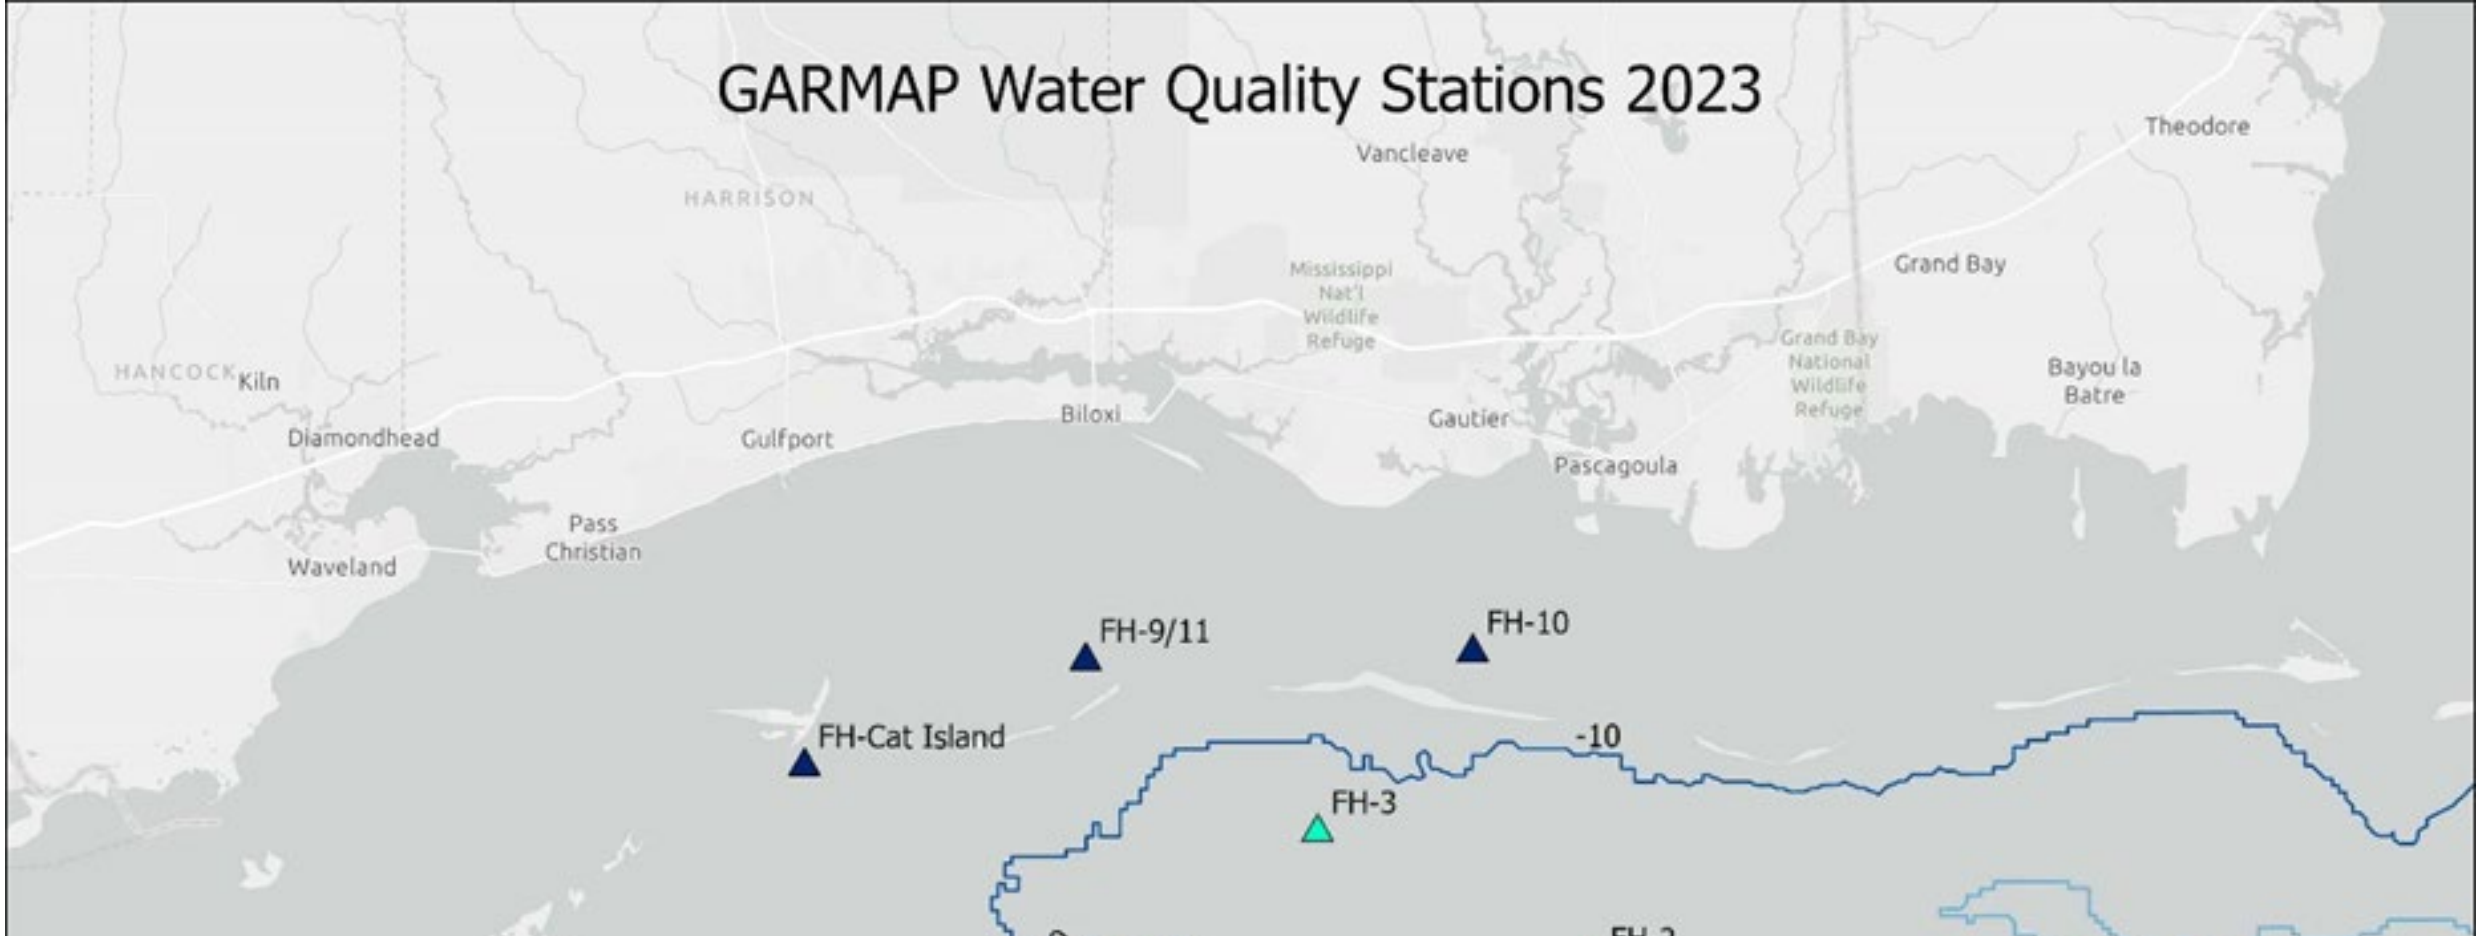 GARMAP Water Quality Stations 2023
Theodore
Vancleave
HARRISON
Grand Bay
Mississippi
Nat'l
Wildlife
Refuge
Grand Bay
National
Wildlife
Refuge
HANCOCK
Kiln
Bayou la
Batre
Biloxi
Gautier
Diamondhead
Gulfport
Pascagoula
Pass
Christian
Waveland
FH-9/11
FH-10
FH-Cat Island
-10
FH-3